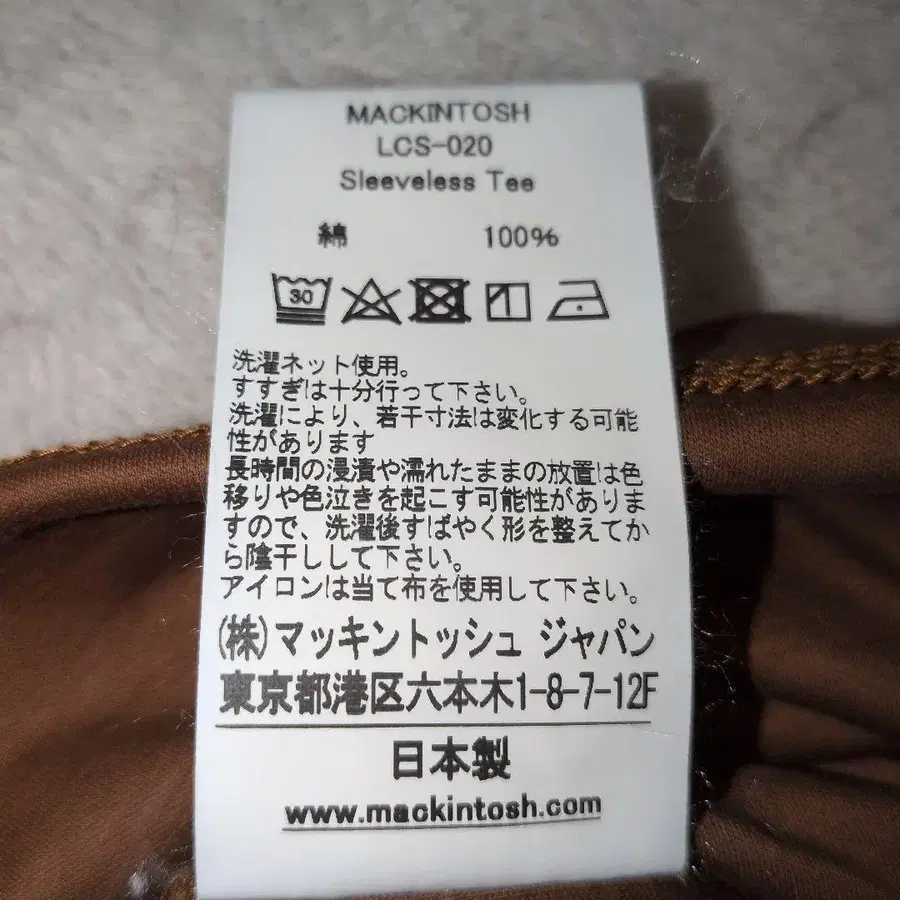 MACKINTOSH
LCS-020
Sleeveless Tee
綿 100%
30
洗濯ネット使用。
すすぎは十分行って下さい。
洗濯により、若干寸法は変化する可能
性があります
長時間の浸漬や濡れたままの放置は色
移りや色泣きを起こす可能性がありま
すので、洗濯後すばやく形を整えてか
ら陰干しして下さい。
アイロンは当て布を使用して下さい。
(株)マッキントッシュ ジャパン
東京都港区六本木1-8-7-12F
日本製
www.mackintosh.com